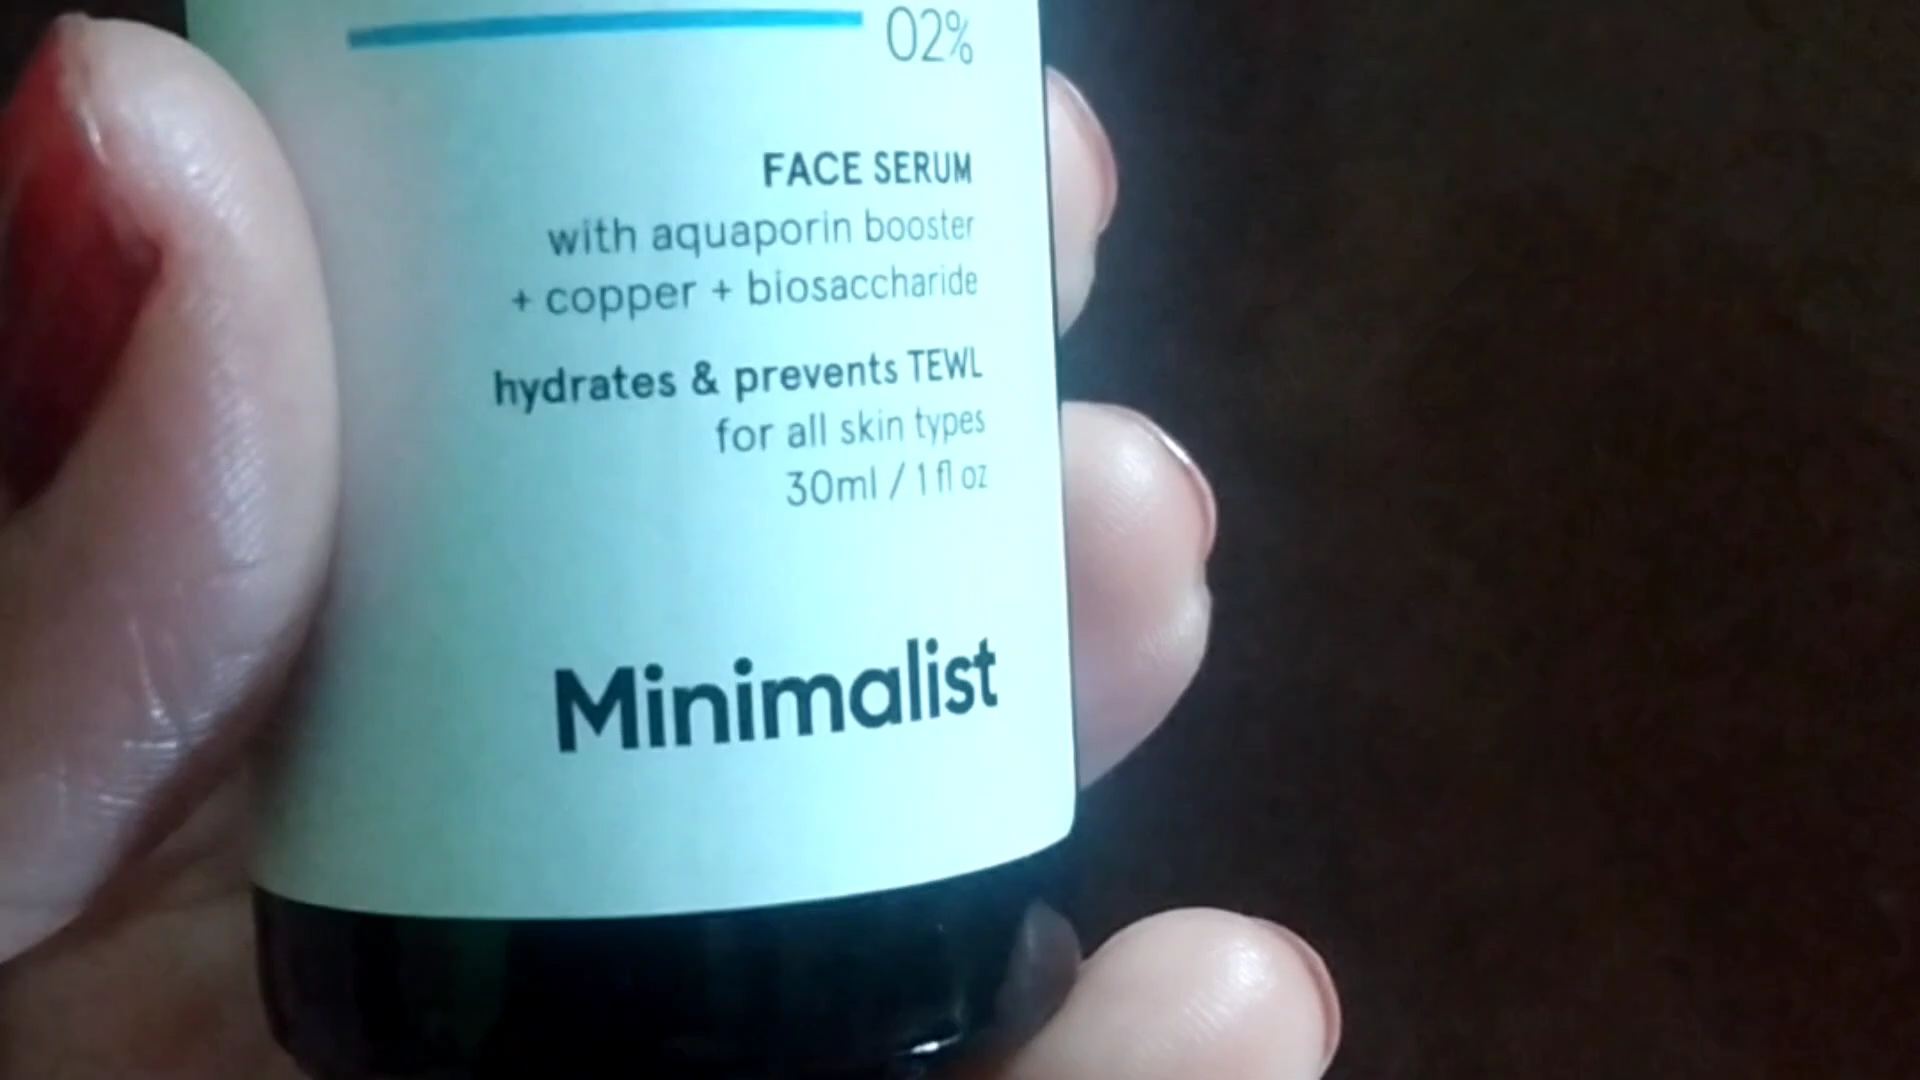 02%
FACE SERUM
with aquaporin booster
+ copper + biosaccharide
hydrates & prevents TEWL
for all skin types
30ml / 1 fl oz
Minimalist